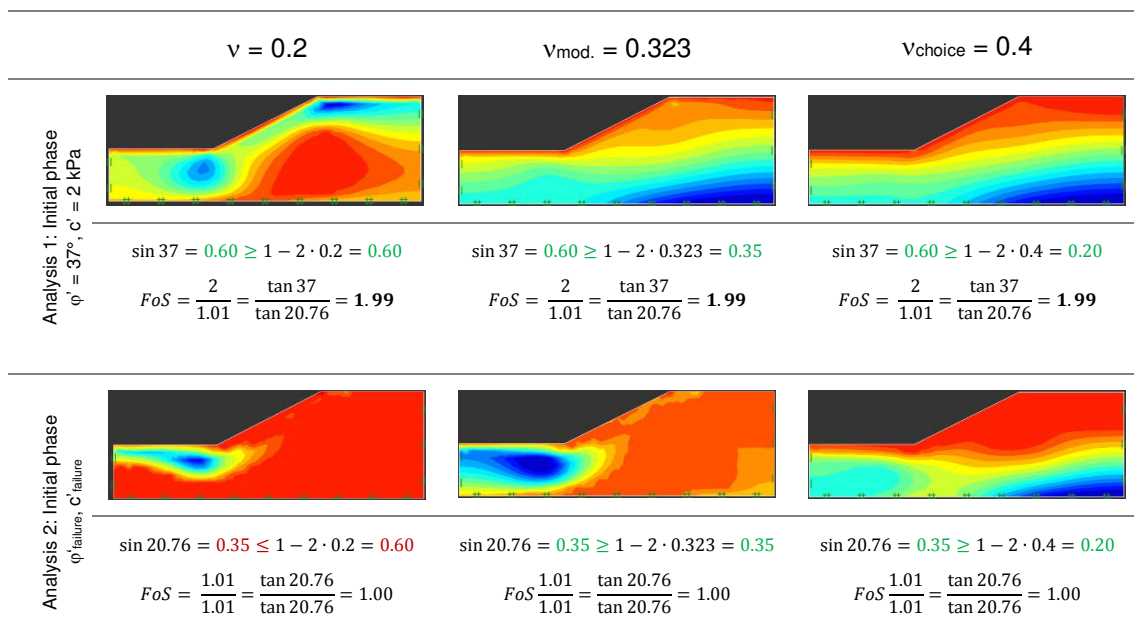 ν = 0.2
νmod. = 0.323
νchoice = 0.4
Analysis 1: Initial phase
φ' = 37°, c' = 2 kPa
sin 37 = 0.60 ≥ 1 − 2 · 0.2 = 0.60
sin 37 = 0.60 ≥ 1 − 2 · 0.323 = 0.35
sin 37 = 0.60 ≥ 1 − 2 · 0.4 = 0.20
FoS = 2/1.01 = tan 37/tan 20.76 = 1.99
FoS = 2/1.01 = tan 37/tan 20.76 = 1.99
FoS = 2/1.01 = tan 37/tan 20.76 = 1.99
Analysis 2: Initial phase
φ'failure, c'failure
sin 20.76 = 0.35 ≤ 1 − 2 · 0.2 = 0.60
sin 20.76 = 0.35 ≥ 1 − 2 · 0.323 = 0.35
sin 20.76 = 0.35 ≥ 1 − 2 · 0.4 = 0.20
FoS = 1.01/1.01 = tan 20.76/tan 20.76 = 1.00
FoS 1.01/1.01 = tan 20.76/tan 20.76 = 1.00
FoS 1.01/1.01 = tan 20.76/tan 20.76 = 1.00